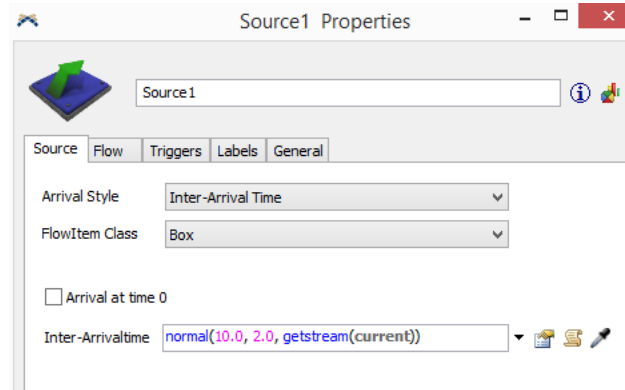 Source1 Properties
Source1
Source Flow Triggers Labels General
Arrival Style Inter-Arrival Time
FlowItem Class Box
Arrival at time 0
Inter-Arrivaltime normal(10.0, 2.0, getstream(current))